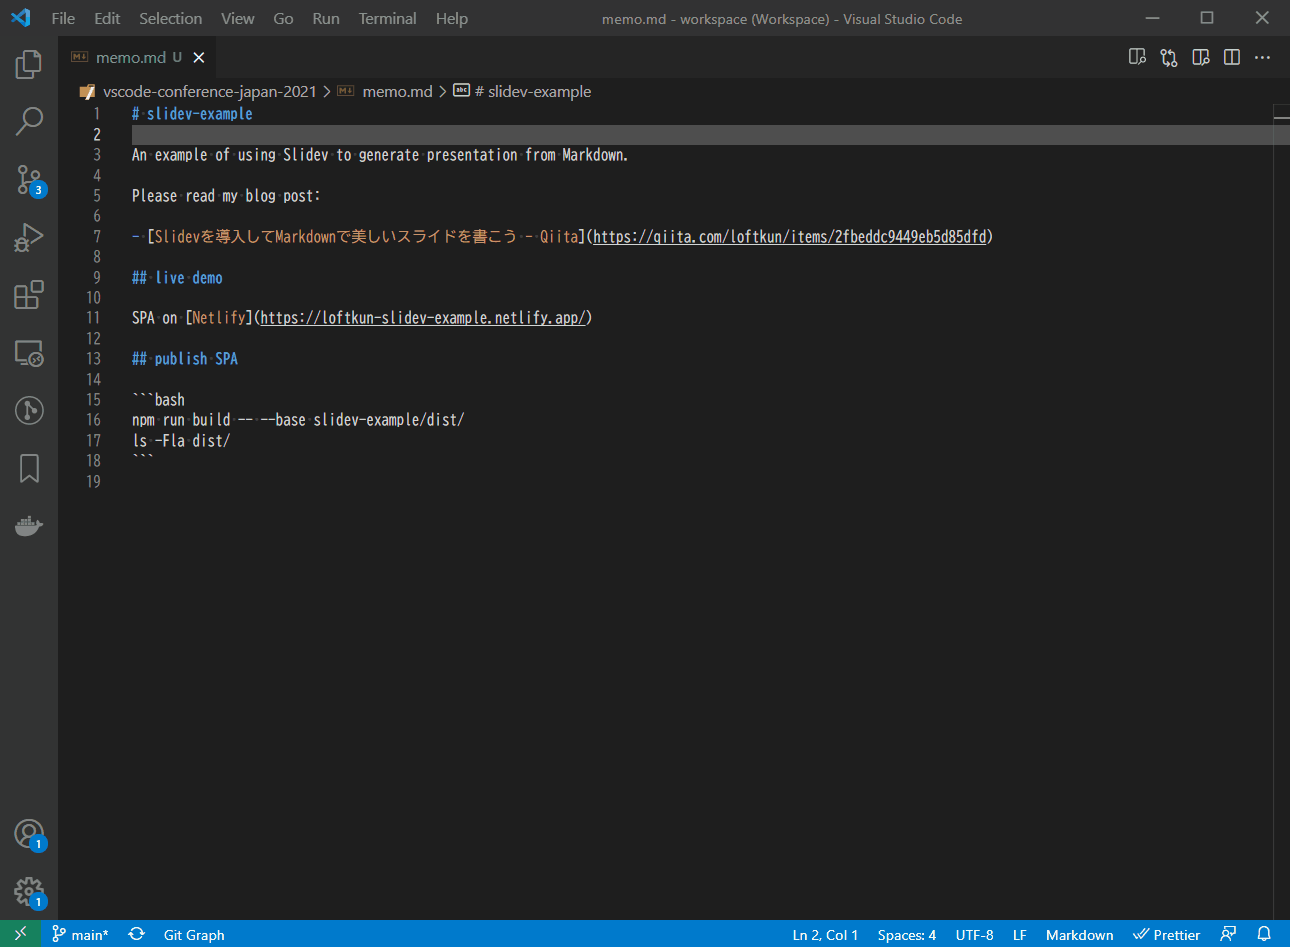 File Edit Selection View Go Run Terminal Help memo.md - workspace (Workspace) - Visual Studio Code
memo.md U
vscode-conference-japan-2021 > memo.md > # slidev-example
1 # slidev-example
2
3 An example of using Slidev to generate presentation from Markdown.
4
5 Please read my blog post:
6
7 - [Slidevを導入してMarkdownで美しいスライドを書こう - Qiita](https://qiita.com/loftkun/items/2fbeddc9449eb5d85dfd)
8
9 ## live demo
10
11 SPA on [Netlify](https://loftkun-slidev-example.netlify.app/)
12
13 ## publish SPA
14
15 ```bash
16 npm run build -- --base slidev-example/dist/
17 ls -Fla dist/
18 ```
19
3
1
1
main* Git Graph Ln 2, Col 1 Spaces: 4 UTF-8 LF Markdown Prettier